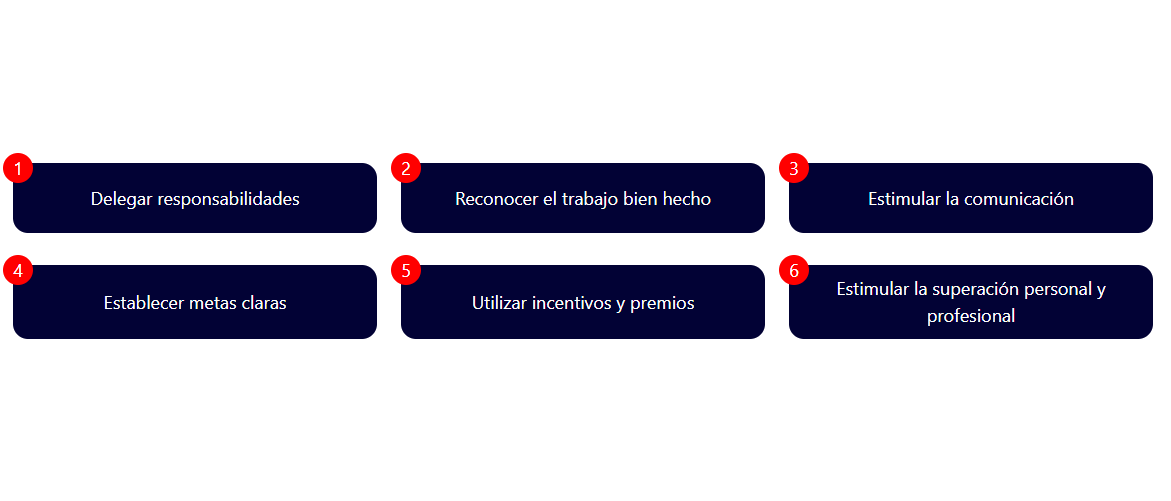 1
Delegar responsabilidades
2
Reconocer el trabajo bien hecho
3
Estimular la comunicación
4
Establecer metas claras
5
Utilizar incentivos y premios
6
Estimular la superación personal y
profesional